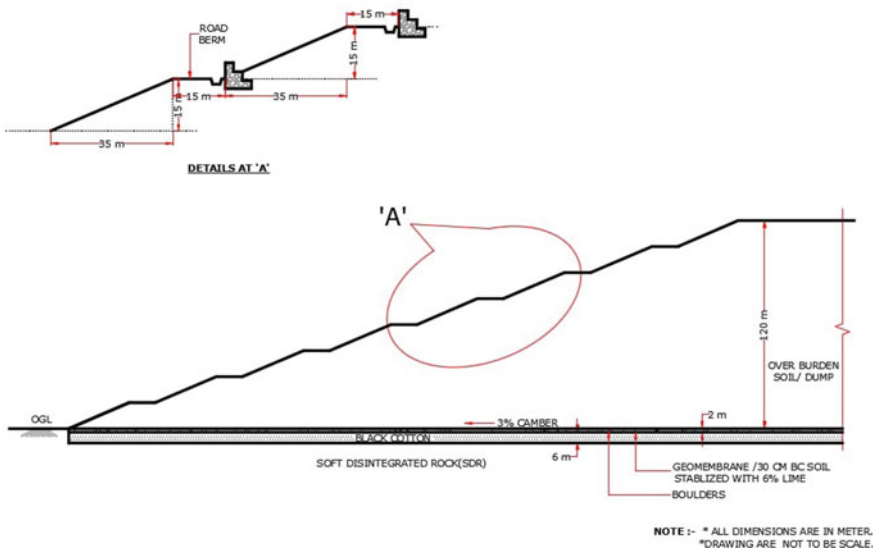 15 m
ROAD
BERM
15 m
15 m
35 m
15 m
35 m
DETAILS AT 'A'
'A'
120 m
OVER BURDEN
SOIL/ DUMP
OGL
3% CAMBER
2 m
BLACK COTTON
SOFT DISINTEGRATED ROCK(SDR)
6 m
GEOMEMBRANE /30 CM BC SOIL
STABLIZED WITH 6% LIME
BOULDERS
NOTE :- * ALL DIMENSIONS ARE IN METER.
*DRAWING ARE NOT TO BE SCALE.